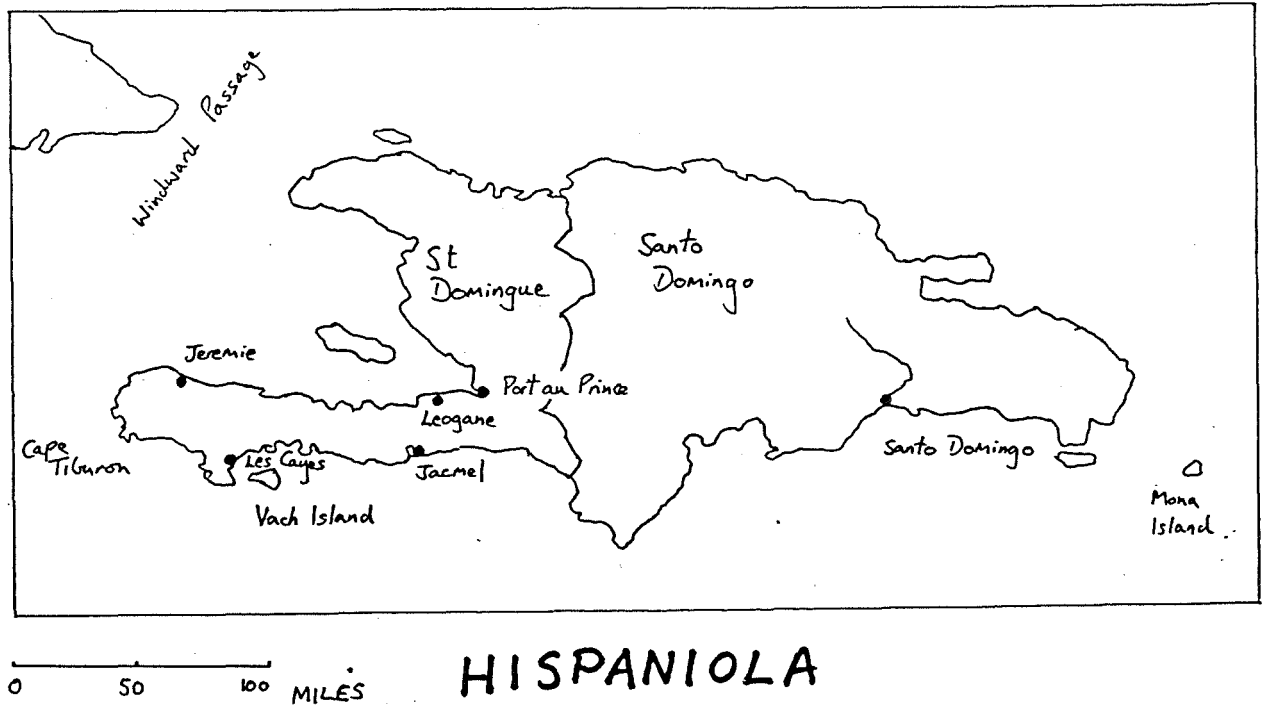 Windward Passage
St
Domingue
Santo
Domingo
Jeremie
Port au Prince
Leogane
Cape
Tiburon
Les Cayes
Jacmel
Santo Domingo
Vach Island
Mona
Island
HISPANIOLA
0 50 100 MILES